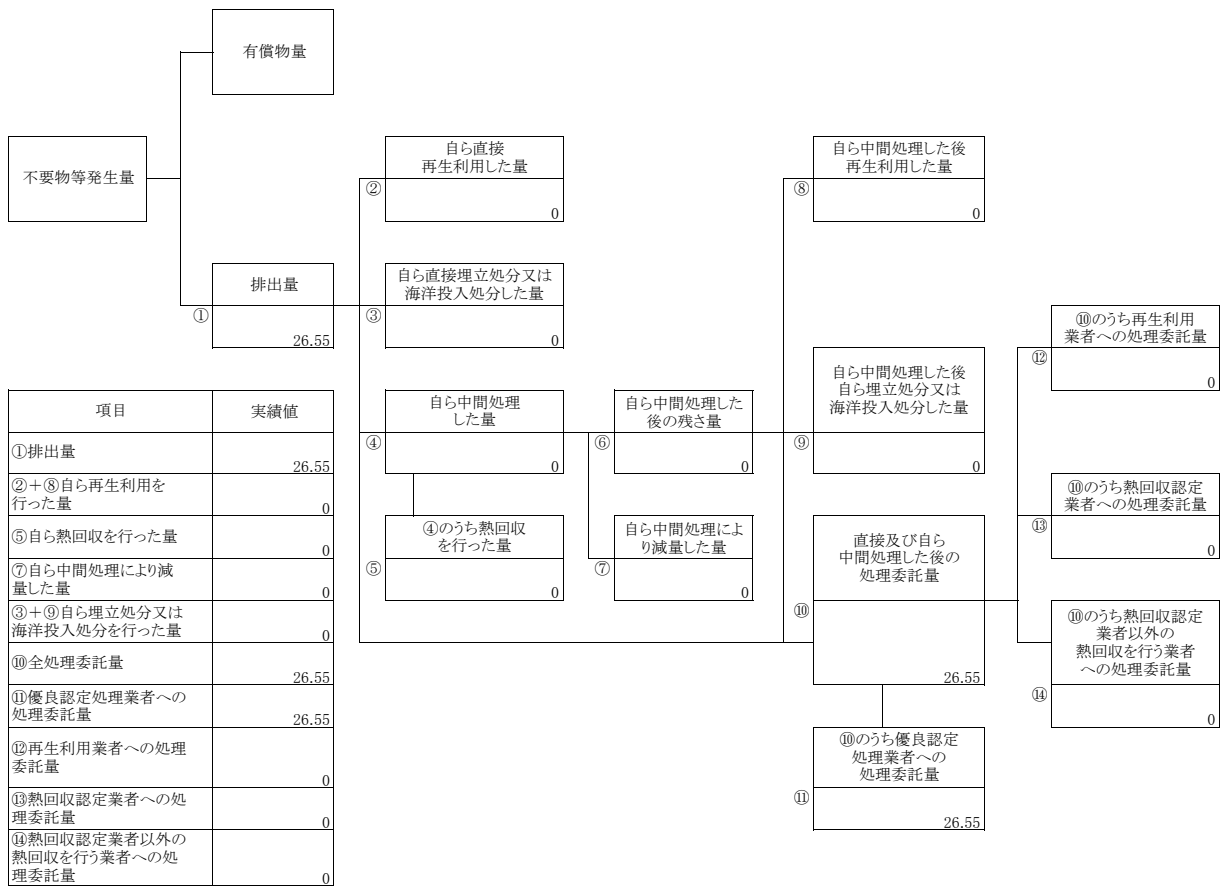 有償物量
不要物等発生量
排出量
①
26.55
自ら直接
再生利用した量
②
0
自ら直接埋立処分又は
海洋投入処分した量
③
0
自ら中間処理
した量
④
0
④のうち熱回収
を行った量
⑤
0
自ら中間処理した
後の残さ量
⑥
0
自ら中間処理によ
り減量した量
⑦
0
自ら中間処理した後
再生利用した量
⑧
0
自ら中間処理した後
自ら埋立処分又は
海洋投入処分した量
⑨
0
直接及び自ら
中間処理した後の
処理委託量
⑩
26.55
⑩のうち優良認定
処理業者への
処理委託量
⑪
26.55
⑩のうち再生利用
業者への処理委託量
⑫
0
⑩のうち熱回収認定
業者への処理委託量
⑬
0
⑩のうち熱回収認定
業者以外の
熱回収を行う業者
への処理委託量
⑭
0
項目 実績値
①排出量
26.55
②+⑧自ら再生利用を
行った量
0
⑤自ら熱回収を行った量
0
⑦自ら中間処理により減
量した量
0
③+⑨自ら埋立処分又は
海洋投入処分を行った量
0
⑩全処理委託量
26.55
⑪優良認定処理業者への
処理委託量
26.55
⑫再生利用業者への処理
委託量
0
⑬熱回収認定業者への処
理委託量
0
⑭熱回収認定業者以外の
熱回収を行う業者への処
理委託量
0